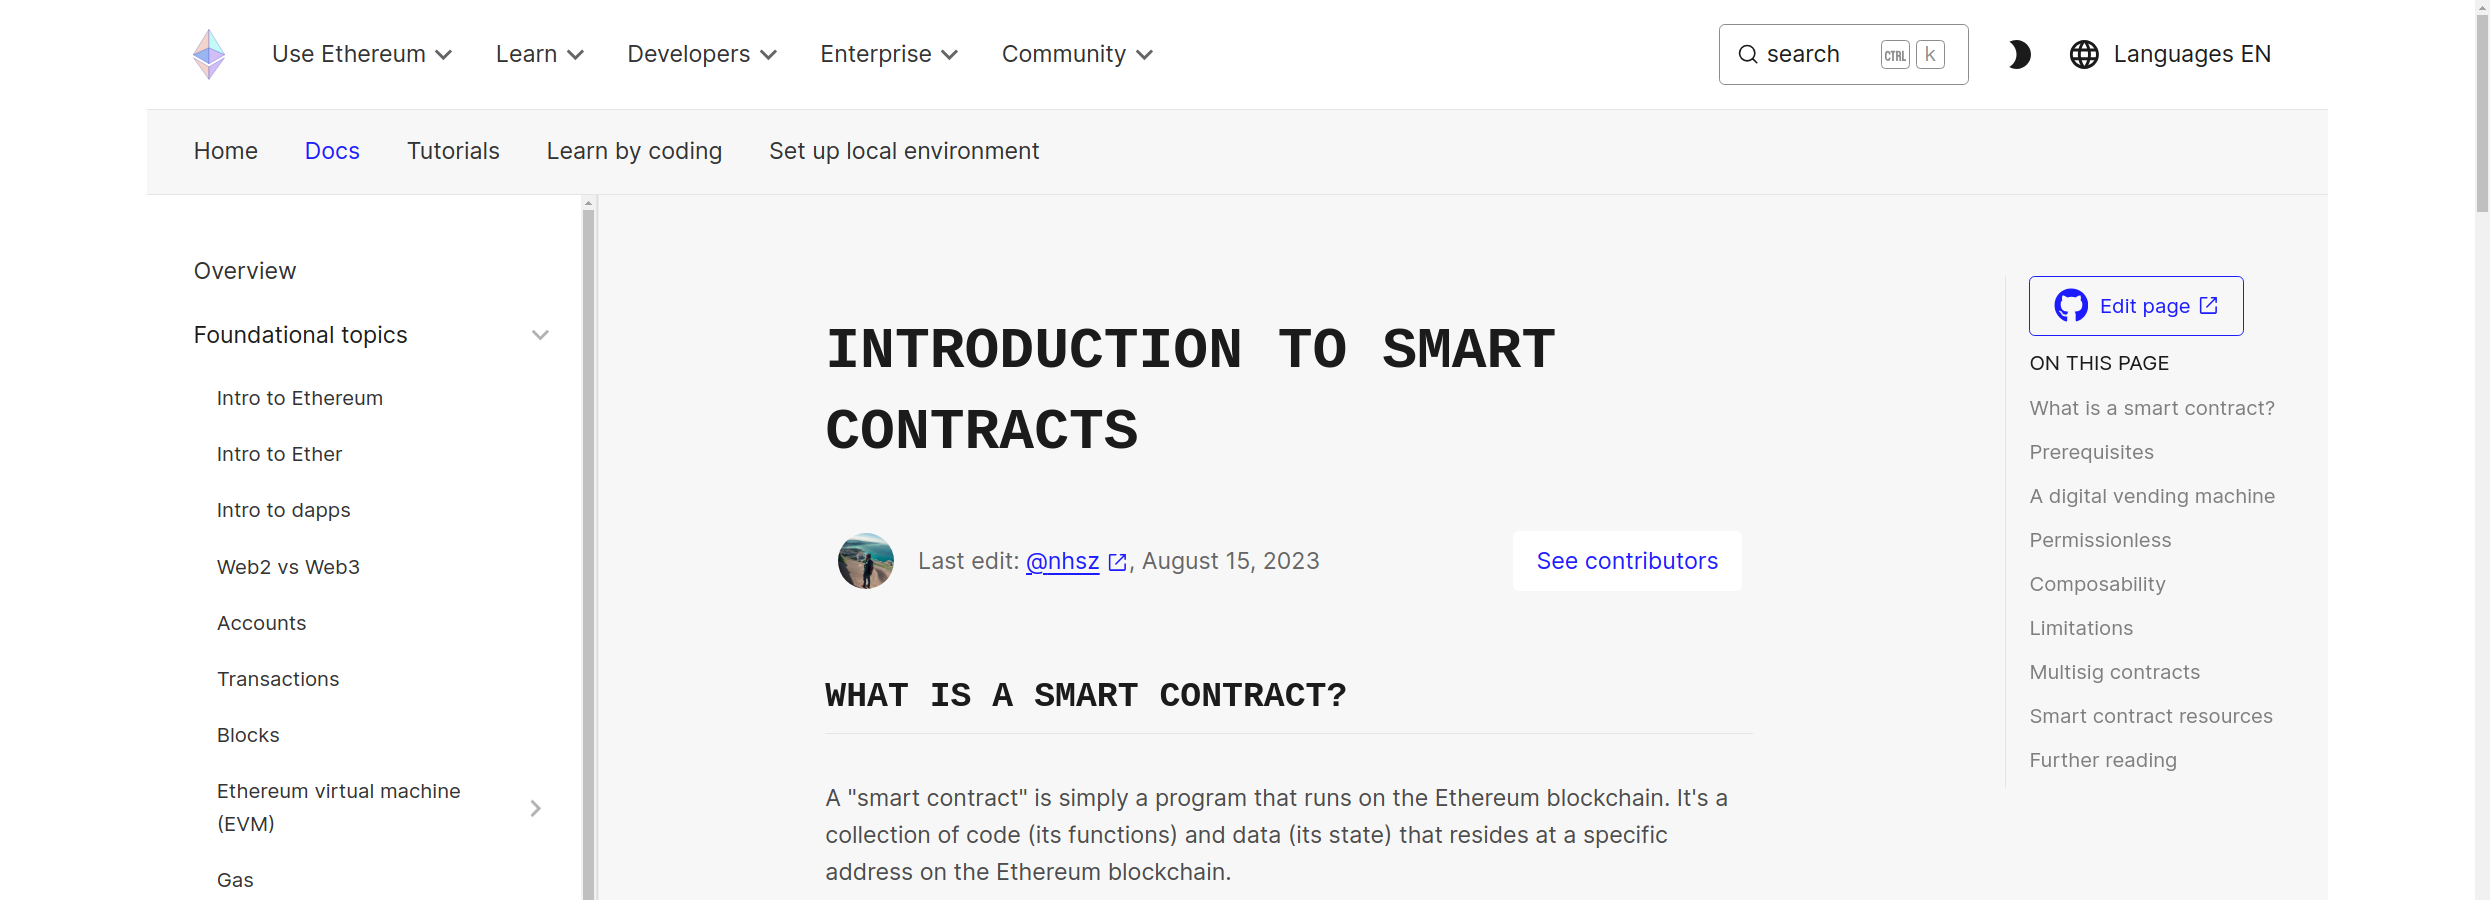 Use Ethereum Learn Developers Enterprise Community search CTRL k Languages EN
Home Docs Tutorials Learn by coding Set up local environment
Overview
Foundational topics
Intro to Ethereum
Intro to Ether
Intro to dapps
Web2 vs Web3
Accounts
Transactions
Blocks
Ethereum virtual machine
(EVM)
Gas
INTRODUCTION TO SMART
CONTRACTS
Last edit: @nhsz , August 15, 2023
See contributors
WHAT IS A SMART CONTRACT?
A "smart contract" is simply a program that runs on the Ethereum blockchain. It's a
collection of code (its functions) and data (its state) that resides at a specific
address on the Ethereum blockchain.
Edit page
ON THIS PAGE
What is a smart contract?
Prerequisites
A digital vending machine
Permissionless
Composability
Limitations
Multisig contracts
Smart contract resources
Further reading